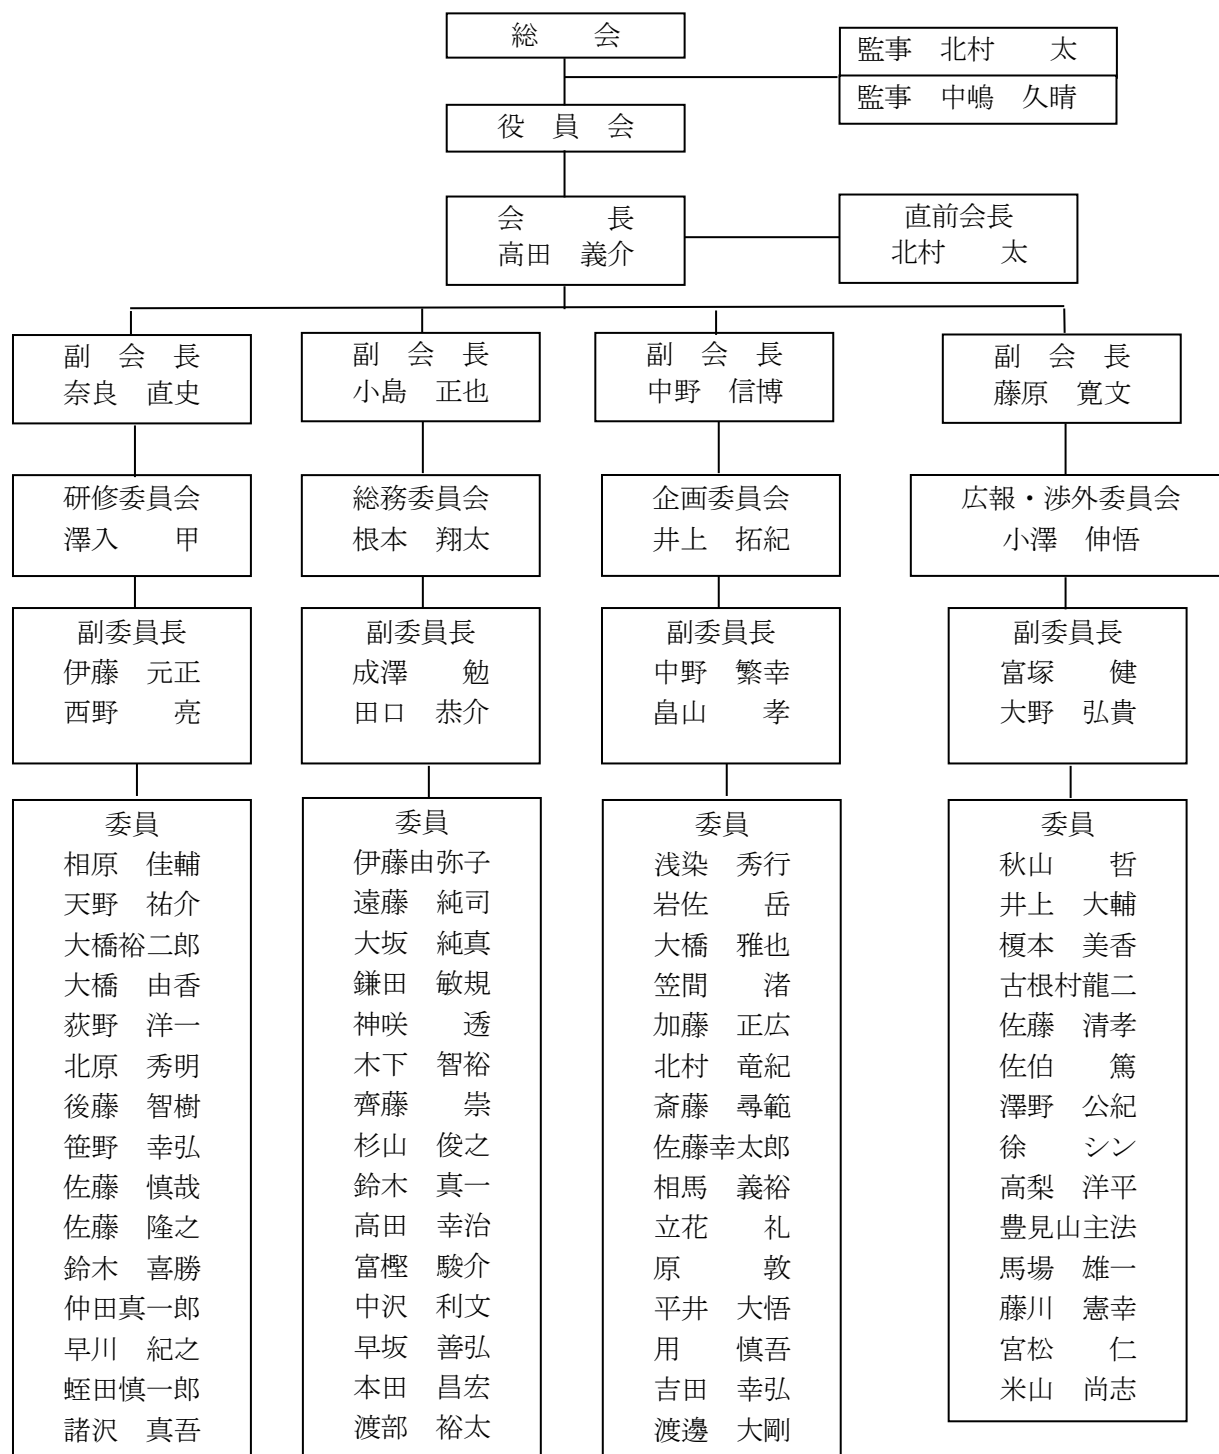 総　　会
監事　北村　　太
監事　中嶋　久晴
役　員　会
会　　　長
高田　義介
直前会長
北村　　太
副　会　長
奈良　直史
副　会　長
小島　正也
副　会　長
中野　信博
副　会　長
藤原　寛文
研修委員会
澤入　　甲
総務委員会
根本　翔太
企画委員会
井上　拓紀
広報・渉外委員会
小澤　伸悟
副委員長
伊藤　元正
西野　　亮
副委員長
成澤　　勉
田口　恭介
副委員長
中野　繁幸
畠山　　孝
副委員長
富塚　　健
大野　弘貴
委員
相原　佳輔
天野　祐介
大橋裕二郎
大橋　由香
荻野　洋一
北原　秀明
後藤　智樹
笹野　幸弘
佐藤　慎哉
佐藤　隆之
鈴木　喜勝
仲田真一郎
早川　紀之
蛭田慎一郎
諸沢　真吾
委員
伊藤由弥子
遠藤　純司
大坂　純真
鎌田　敏規
神咲　　透
木下　智裕
齊藤　　崇
杉山　俊之
鈴木　真一
高田　幸治
富樫　駿介
中沢　利文
早坂　善弘
本田　昌宏
渡部　裕太
委員
浅染　秀行
岩佐　　岳
大橋　雅也
笠間　　渚
加藤　正広
北村　竜紀
斎藤　尋範
佐藤幸太郎
相馬　義裕
立花　　礼
原　　　敦
平井　大悟
用　　慎吾
吉田　幸弘
渡邊　大剛
委員
秋山　　哲
井上　大輔
榎本　美香
古根村龍二
佐藤　清孝
佐伯　　篤
澤野　公紀
徐　　シン
高梨　洋平
豊見山主法
馬場　雄一
藤川　憲幸
宮松　　仁
米山　尚志